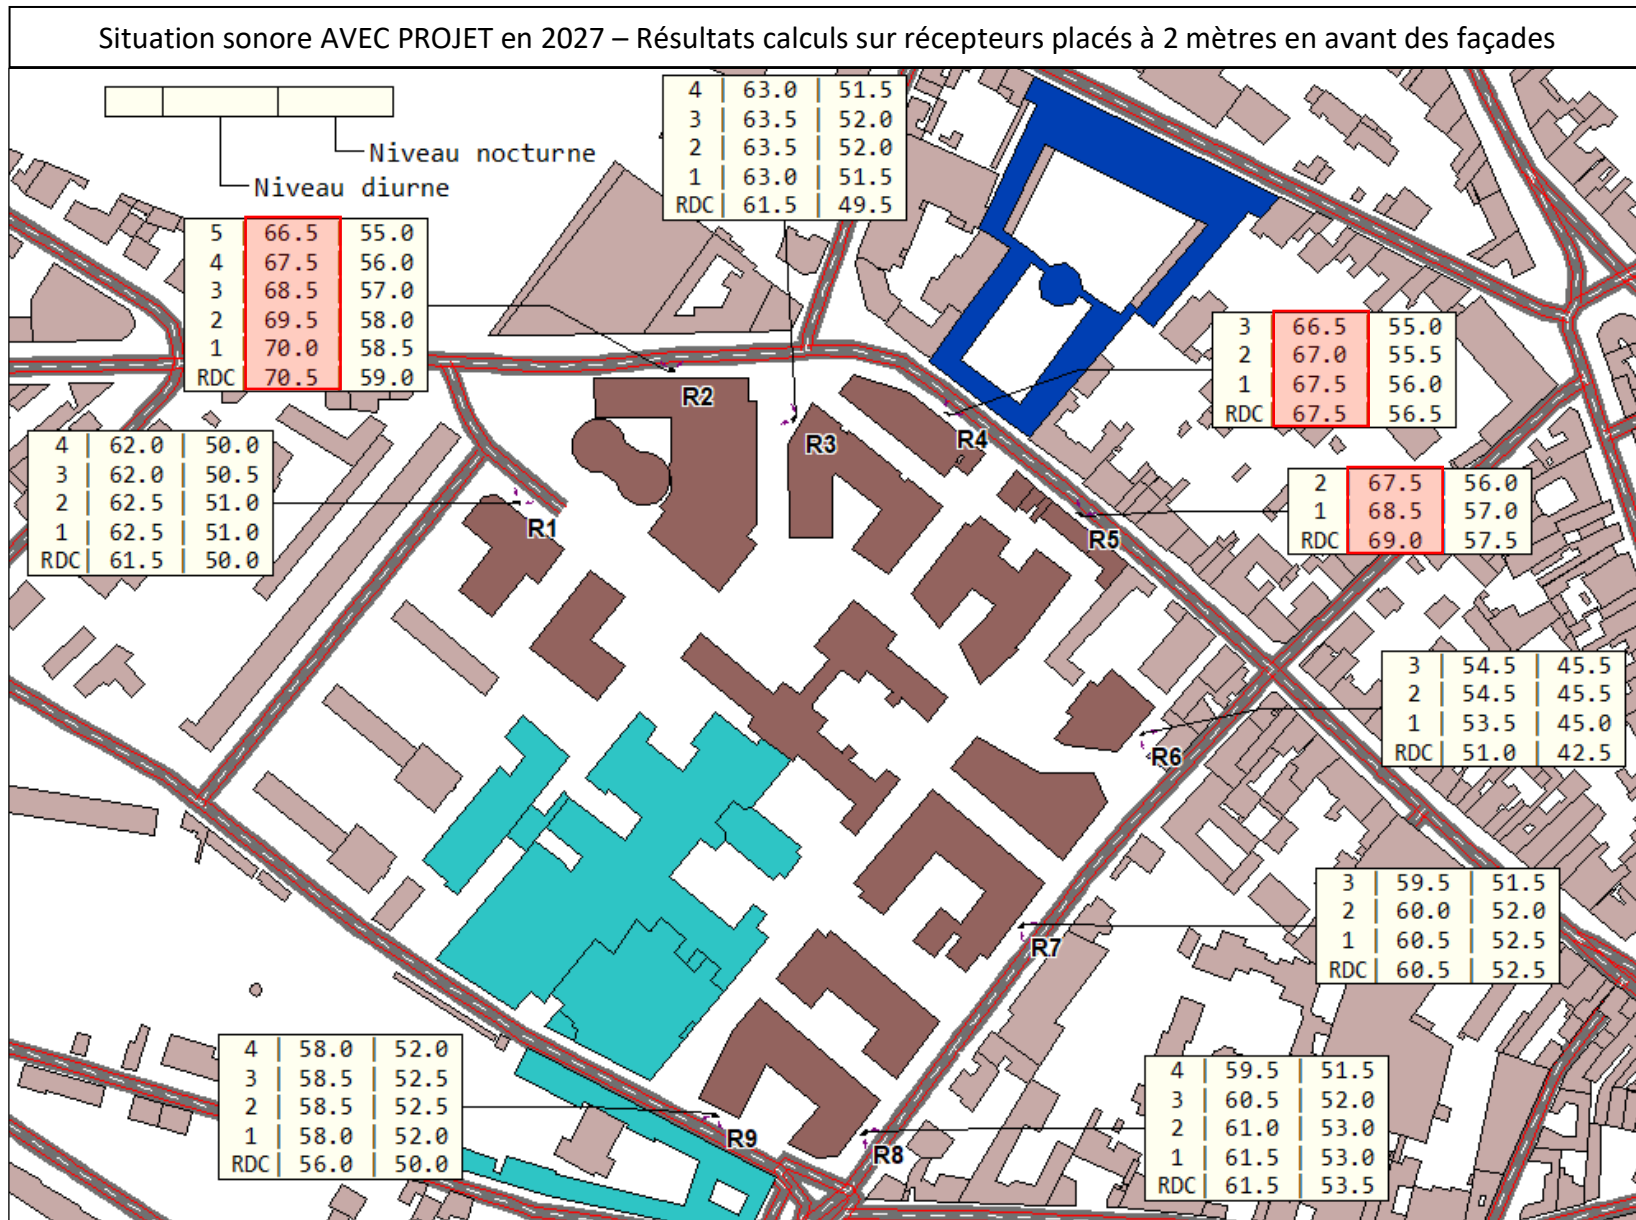 Situation sonore AVEC PROJET en 2027 – Résultats calculs sur récepteurs placés à 2 mètres en avant des façades
Niveau nocturne
Niveau diurne
4 | 63.0 | 51.5
3 | 63.5 | 52.0
2 | 63.5 | 52.0
1 | 63.0 | 51.5
RDC | 61.5 | 49.5
5 66.5 55.0
4 67.5 56.0
3 68.5 57.0
2 69.5 58.0
1 70.0 58.5
RDC 70.5 59.0
3 66.5 55.0
2 67.0 55.5
1 67.5 56.0
RDC 67.5 56.5
R2
R3
R4
4 | 62.0 | 50.0
3 | 62.0 | 50.5
2 | 62.5 | 51.0
1 | 62.5 | 51.0
RDC | 61.5 | 50.0
R1
2 67.5 56.0
1 68.5 57.0
RDC 69.0 57.5
R5
3 | 54.5 | 45.5
2 | 54.5 | 45.5
1 | 53.5 | 45.0
RDC | 51.0 | 42.5
R6
3 | 59.5 | 51.5
2 | 60.0 | 52.0
1 | 60.5 | 52.5
RDC | 60.5 | 52.5
R7
4 | 58.0 | 52.0
3 | 58.5 | 52.5
2 | 58.5 | 52.5
1 | 58.0 | 52.0
RDC | 56.0 | 50.0
R9
4 | 59.5 | 51.5
3 | 60.5 | 52.0
2 | 61.0 | 53.0
1 | 61.5 | 53.0
RDC | 61.5 | 53.5
R8